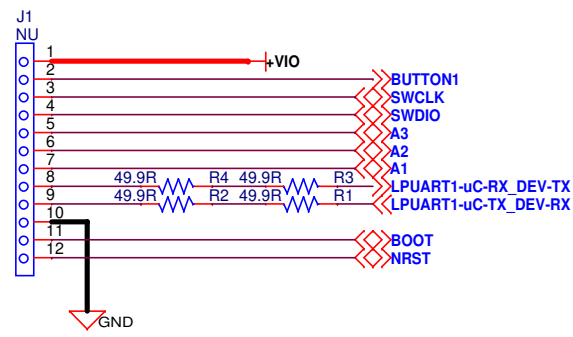 J1
NU
1
+VIO
2
BUTTON1
3
SWCLK
4
SWDIO
5
A3
6
A2
7
A1
8 49.9R R4 49.9R R3 LPUART1-uC-RX_DEV-TX
9 49.9R R2 49.9R R1 LPUART1-uC-TX_DEV-RX
10
11
BOOT
12
NRST
GND